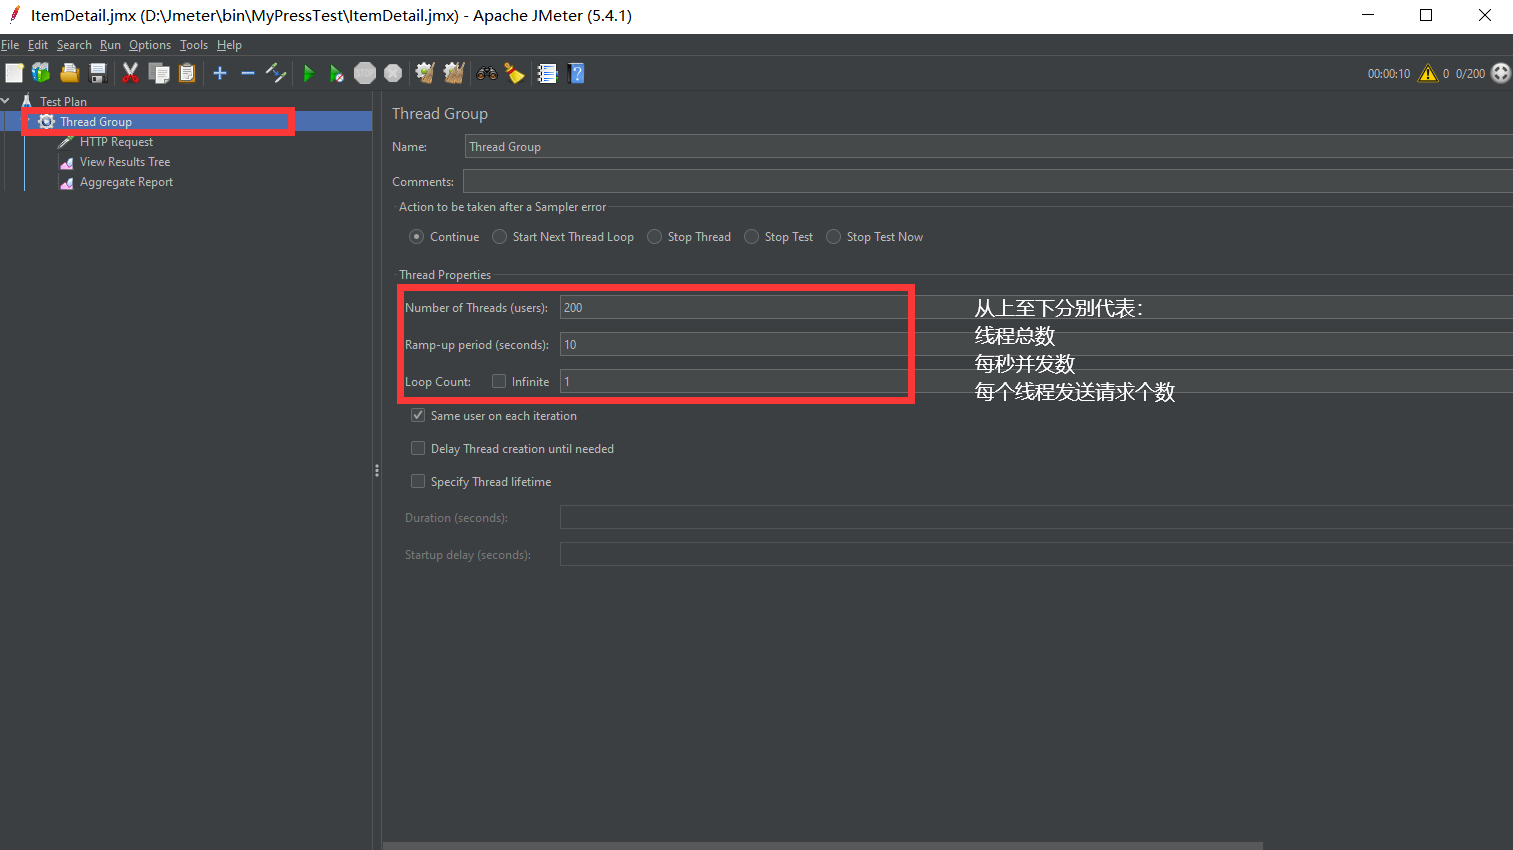 ItemDetail.jmx (D:\Jmeter\bin\MyPressTest\ItemDetail.jmx) - Apache JMeter (5.4.1)
File Edit Search Run Options Tools Help
STOP
00:00:10 0 0/200
Test Plan
Thread Group
HTTP Request
View Results Tree
Aggregate Report
Thread Group
Name: Thread Group
Comments:
Action to be taken after a Sampler error
Continue Start Next Thread Loop Stop Thread Stop Test Stop Test Now
Thread Properties
Number of Threads (users): 200
Ramp-up period (seconds): 10
Loop Count: Infinite 1
从上至下分别代表：
线程总数
每秒并发数
每个线程发送请求个数
Same user on each iteration
Delay Thread creation until needed
Specify Thread lifetime
Duration (seconds):
Startup delay (seconds):